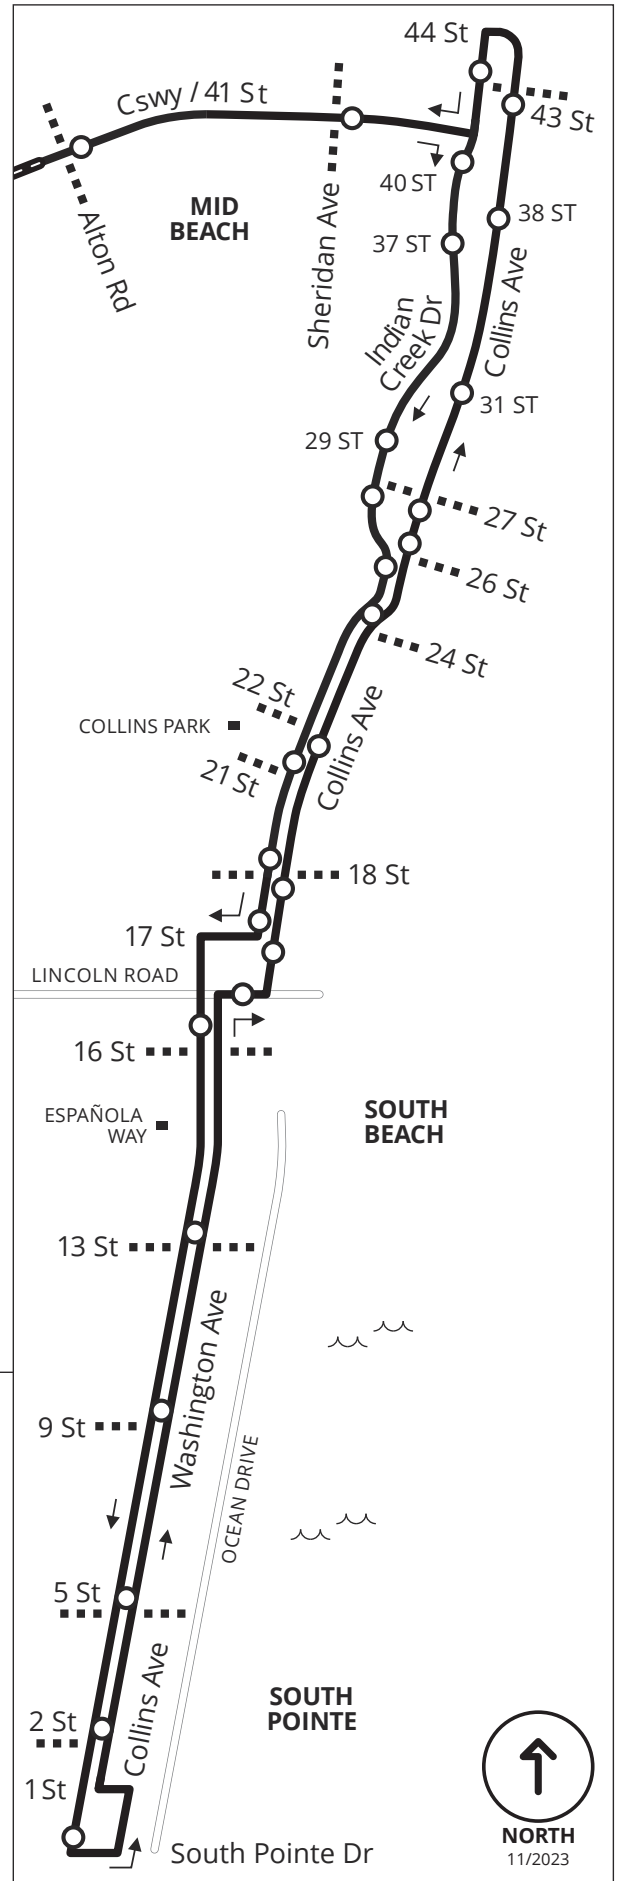 44 St
Cswy / 41 St
43 St
40 ST
MID
BEACH
38 ST
Alton Rd
Sheridan Ave
37 ST
Indian
Creek Dr
Collins Ave
31 ST
29 ST
27 St
26 St
24 St
22 St
COLLINS PARK
Collins Ave
21 St
18 St
17 St
LINCOLN ROAD
16 St
ESPAÑOLA
WAY
SOUTH
BEACH
13 St
Washington Ave
9 St
OCEAN DRIVE
5 St
Collins Ave
SOUTH
POINTE
2 St
1 St
South Pointe Dr
NORTH
11/2023